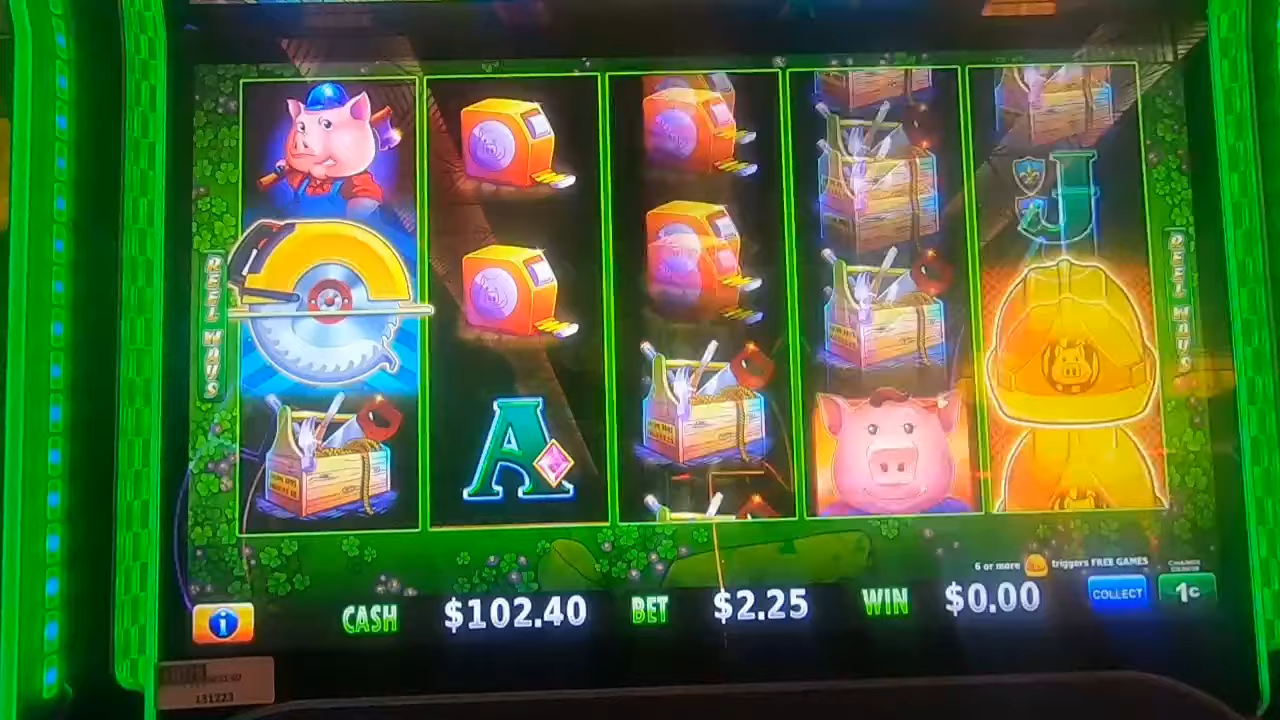 REEL WAYS
REEL WAYS
A
J
6 or more triggers FREE GAMES
CASH $102.40 BET $2.25 WIN $0.00
COLLECT
1¢
131223